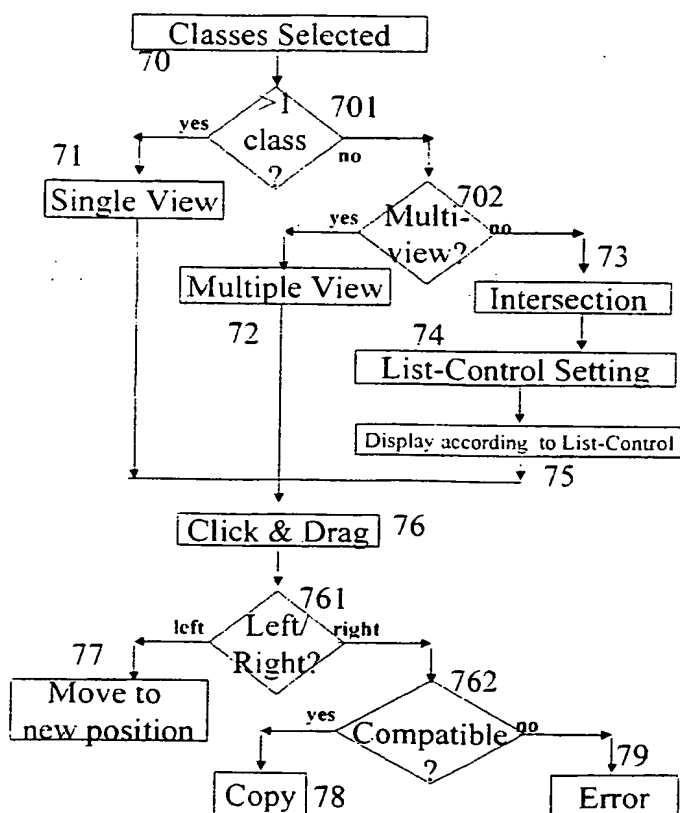 Classes Selected
70
>1
class
?
701
yes
no
71
Single View
702
Multi-
view?
yes
no
Multiple View
72
73
Intersection
74
List-Control Setting
Display according to List-Control
75
Click & Drag
76
761
Left/
Right?
left
right
77
Move to
new position
762
Compatible
?
yes
no
Copy
78
79
Error